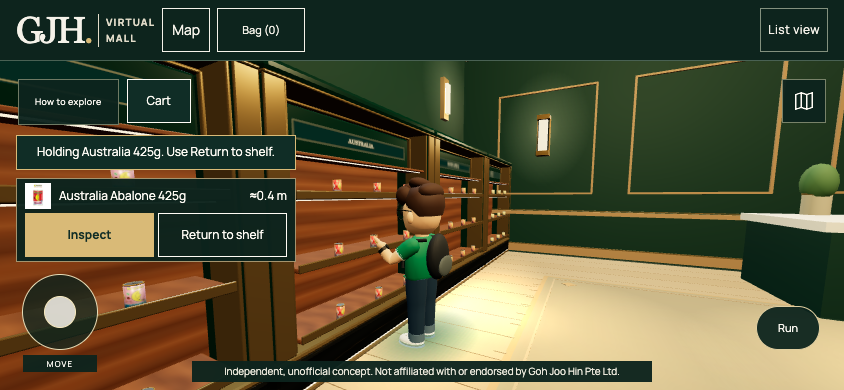 GJH.
VIRTUAL
MALL
Map
Bag (0)
List view
How to explore
Cart
Holding Australia 425g. Use Return to shelf.
AUSTRALIA
Australia Abalone 425g
≈0.4 m
Inspect
Return to shelf
MOVE
Run
Independent, unofficial concept. Not affiliated with or endorsed by Goh Joo Hin Pte Ltd.